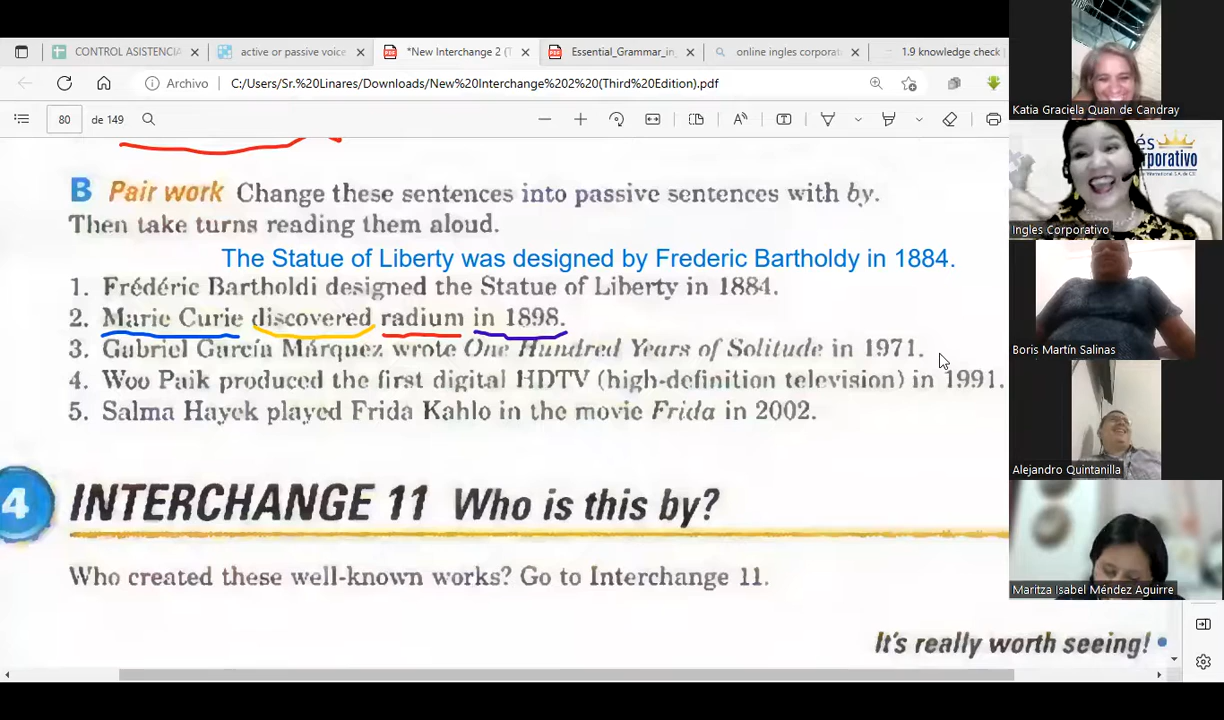 CONTROL ASISTENCIA
active or passive voice
*New Interchange 2 (T
Essential_Grammar_in_
online ingles corporat
1.9 knowledge check |
Archivo
C:/Users/Sr.%20Linares/Downloads/New%20Interchange%202%20(Third%20Edition).pdf
80
de 149
B Pair work Change these sentences into passive sentences with by.
Then take turns reading them aloud.
The Statue of Liberty was designed by Frederic Bartholdy in 1884.
1. Frédéric Bartholdi designed the Statue of Liberty in 1884.
2. Marie Curie discovered radium in 1898.
3. Gabriel García Márquez wrote One Hundred Years of Solitude in 1971.
4. Woo Paik produced the first digital HDTV (high-definition television) in 1991.
5. Salma Hayek played Frida Kahlo in the movie Frida in 2002.
4 INTERCHANGE 11 Who is this by?
Who created these well-known works? Go to Interchange 11.
It's really worth seeing! •
Katia Graciela Quan de Candray
és
orporativo
Ingles Corporativo
Boris Martín Salinas
Alejandro Quintanilla
Maritza Isabel Méndez Aguirre